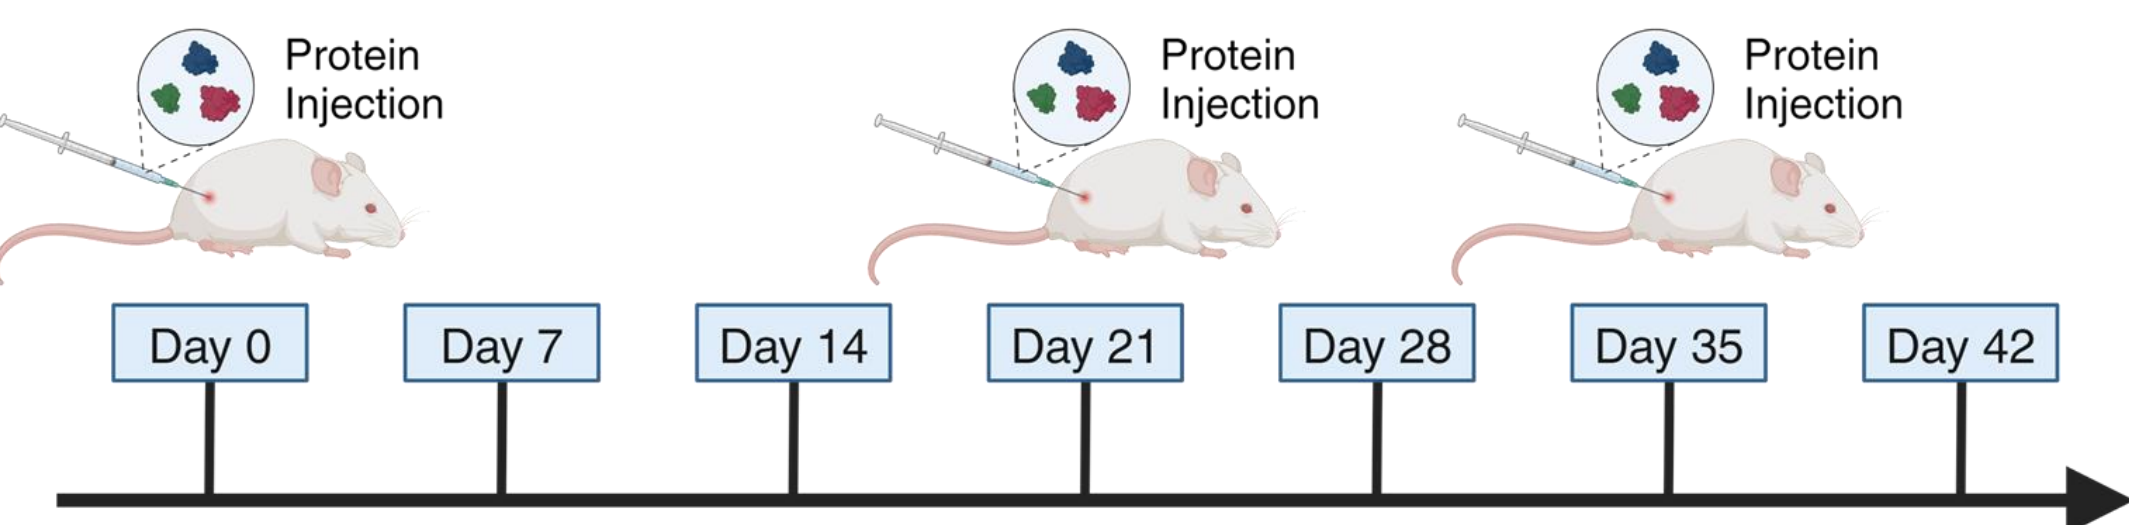 Protein
Injection
Protein
Injection
Protein
Injection
Day 0
Day 7
Day 14
Day 21
Day 28
Day 35
Day 42